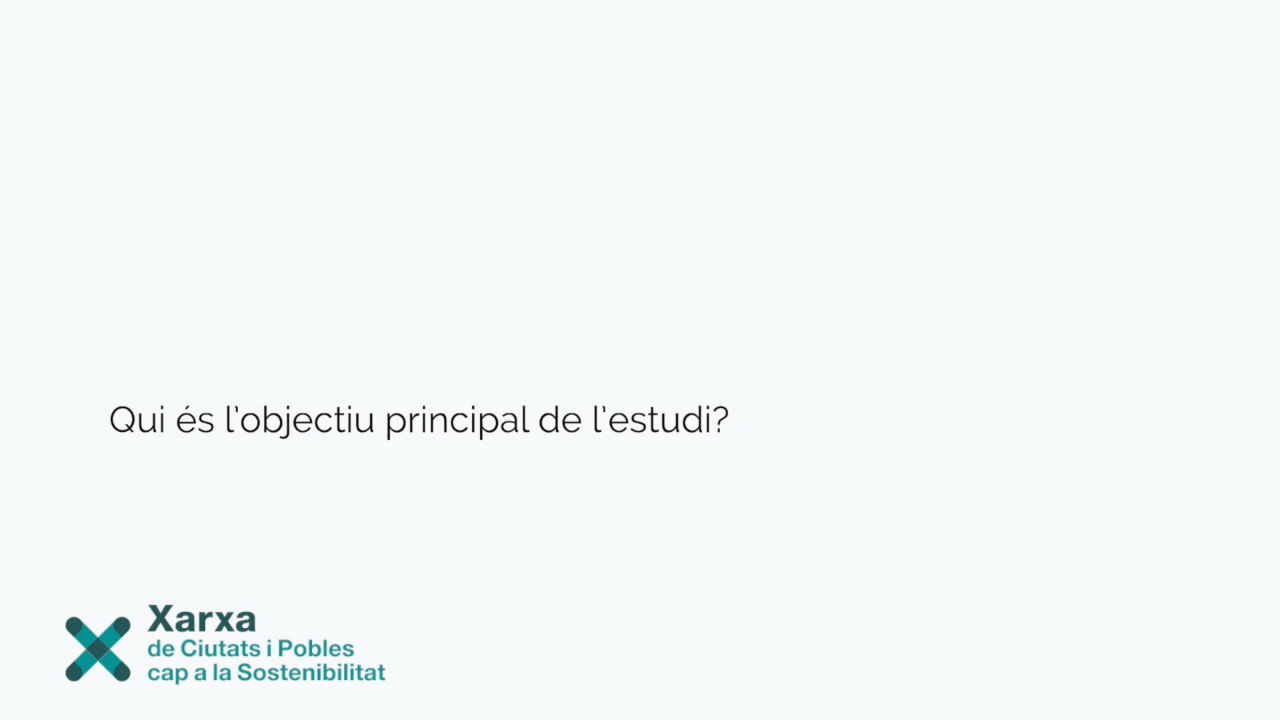 Qui és l’objectiu principal de l’estudi?
Xarxa
de Ciutats i Pobles
cap a la Sostenibilitat